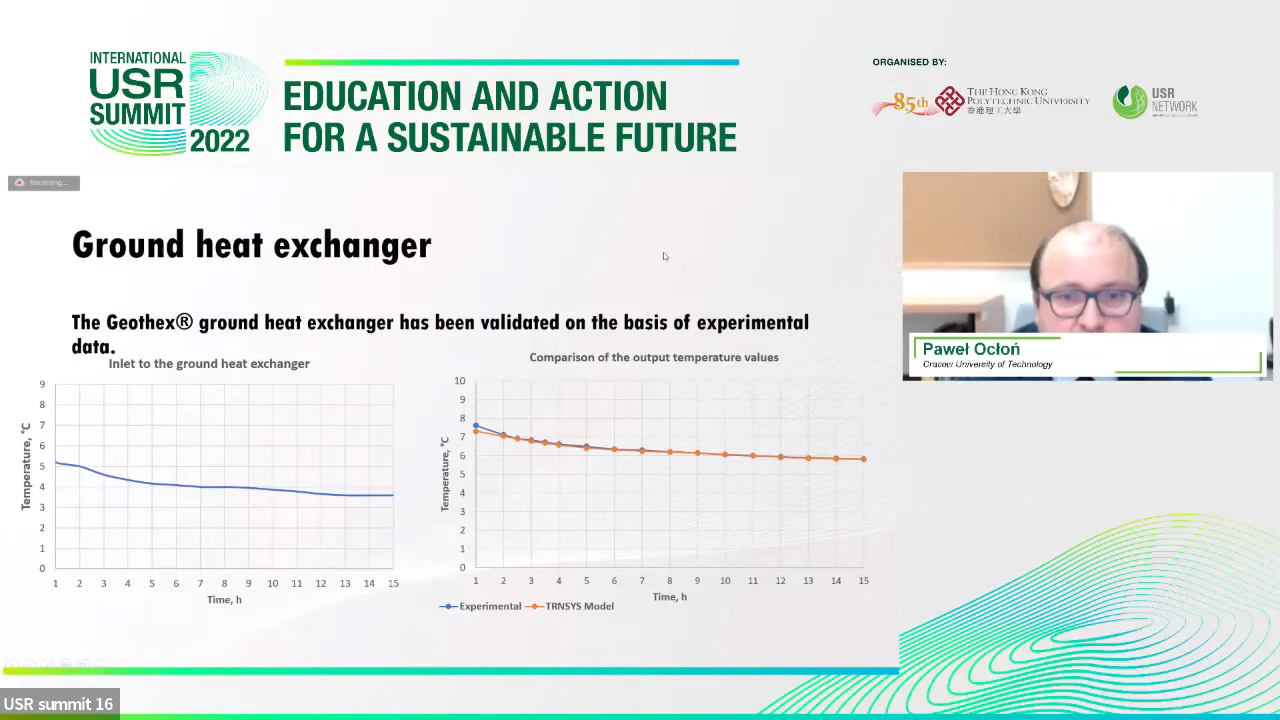 INTERNATIONAL
USR
SUMMIT
2022
EDUCATION AND ACTION
FOR A SUSTAINABLE FUTURE
ORGANISED BY:
85th
THE HONG KONG
POLYTECHNIC UNIVERSITY
香港理工大學
USR
NETWORK
Recording...
Ground heat exchanger
The Geothex® ground heat exchanger has been validated on the basis of experimental
data.
Inlet to the ground heat exchanger
Temperature, °C
9
8
7
6
5
4
3
2
1
0
1 2 3 4 5 6 7 8 9 10 11 12 13 14 15
Time, h
Comparison of the output temperature values
Temperature, °C
10
9
8
7
6
5
4
3
2
1
0
1 2 3 4 5 6 7 8 9 10 11 12 13 14 15
Time, h
Experimental TRNSYS Model
Paweł Ocłoń
Cracow University of Technology
USR summit 16